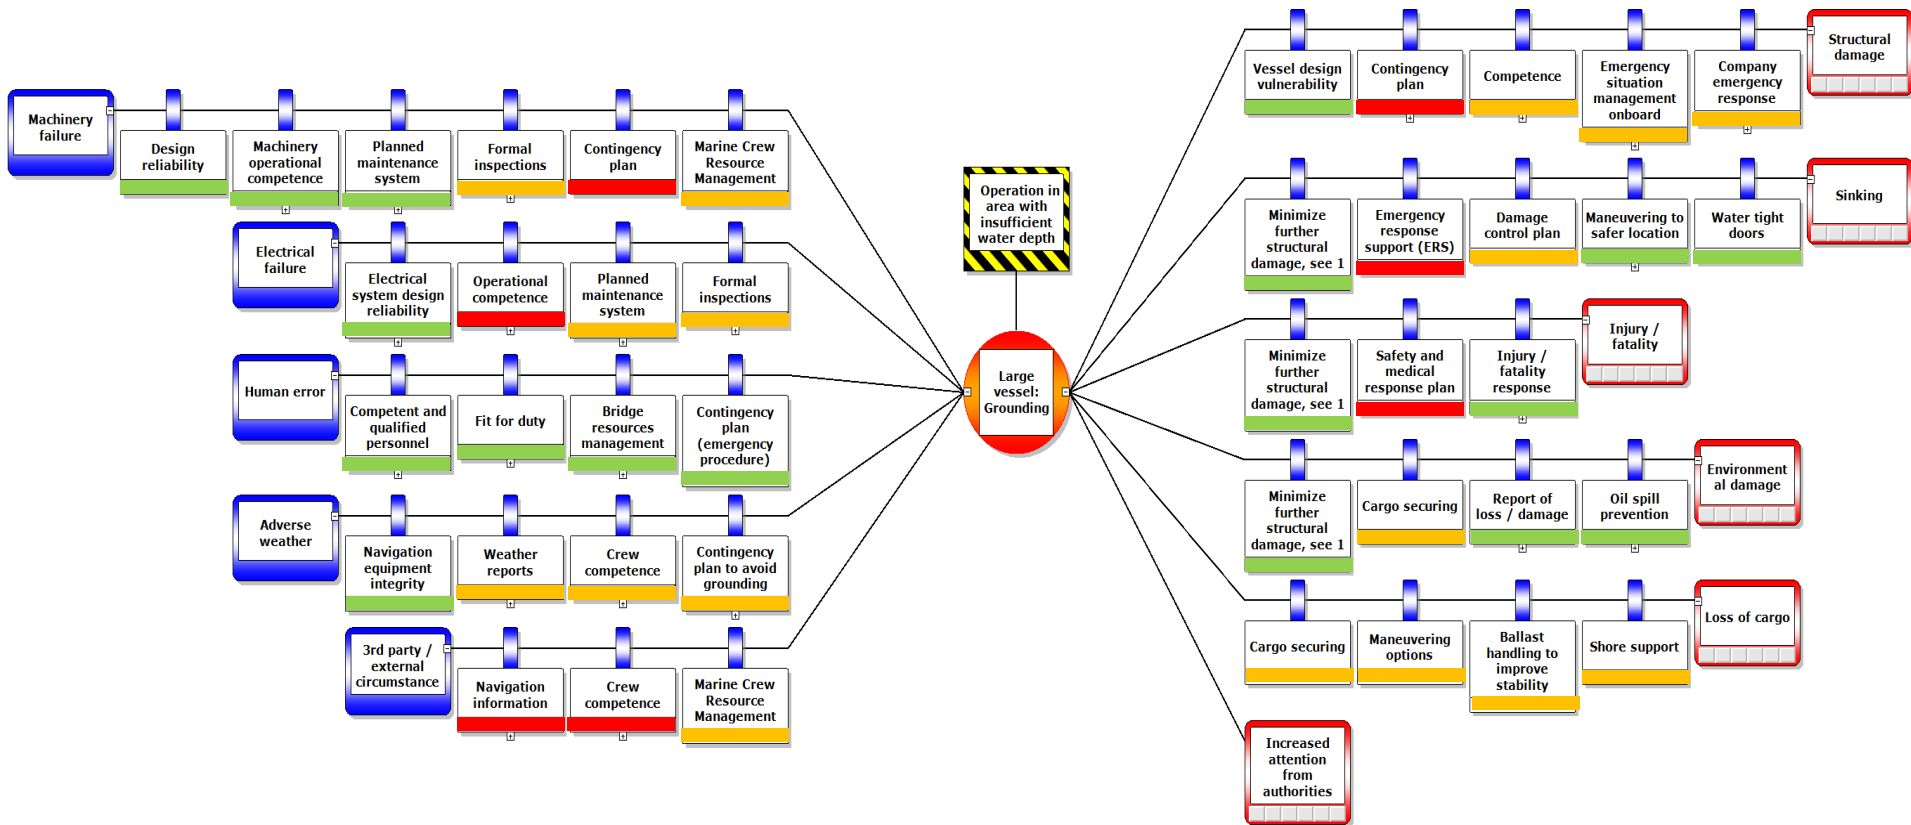 Machinery
failure
Design
reliability
Machinery
operational
competence
Planned
maintenance
system
Formal
inspections
Contingency
plan
Marine Crew
Resource
Management
Electrical
failure
Electrical
system design
reliability
Operational
competence
Planned
maintenance
system
Formal
inspections
Human error
Competent and
qualified
personnel
Fit for duty
Bridge
resources
management
Contingency
plan
(emergency
procedure)
Adverse
weather
Navigation
equipment
integrity
Weather
reports
Crew
competence
Contingency
plan to avoid
grounding
3rd party /
external
circumstance
Navigation
information
Crew
competence
Marine Crew
Resource
Management
Operation in
area with
insufficient
water depth
Large
vessel:
Grounding
Vessel design
vulnerability
Contingency
plan
Competence
Emergency
situation
management
onboard
Company
emergency
response
Structural
damage
Minimize
further
structural
damage, see 1
Emergency
response
support (ERS)
Damage
control plan
Maneuvering to
safer location
Water tight
doors
Sinking
Minimize
further
structural
damage, see 1
Safety and
medical
response plan
Injury /
fatality
response
Injury /
fatality
Minimize
further
structural
damage, see 1
Cargo securing
Report of
loss / damage
Oil spill
prevention
Environment
al damage
Cargo securing
Maneuvering
options
Ballast
handling to
improve
stability
Shore support
Loss of cargo
Increased
attention
from
authorities